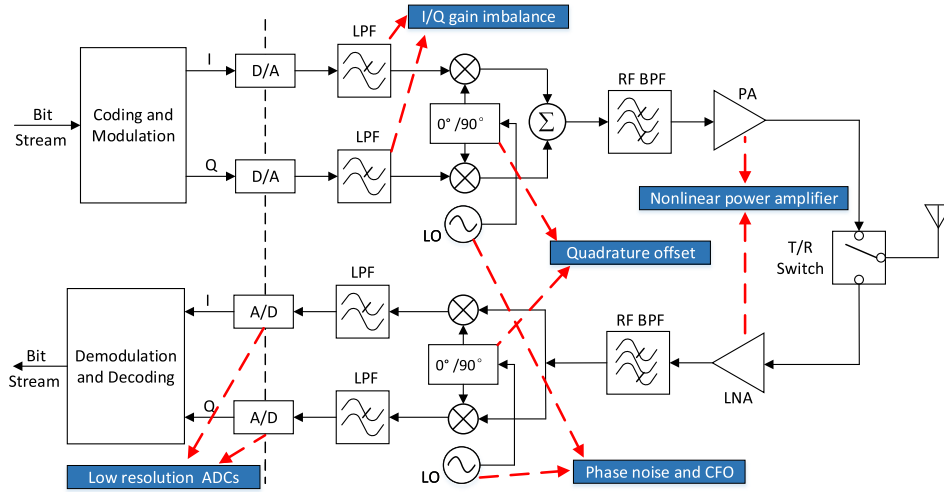 I/Q gain imbalance
LPF
I
D/A
RF BPF
PA
Coding and
Modulation
Bit
Stream
0° /90°
Σ
LPF
Q
D/A
Nonlinear power amplifier
LO
Quadrature offset
T/R
Switch
LPF
I
A/D
RF BPF
Demodulation
and Decoding
Bit
Stream
0° /90°
LPF
LNA
Q
A/D
LO
Low resolution ADCs
Phase noise and CFO